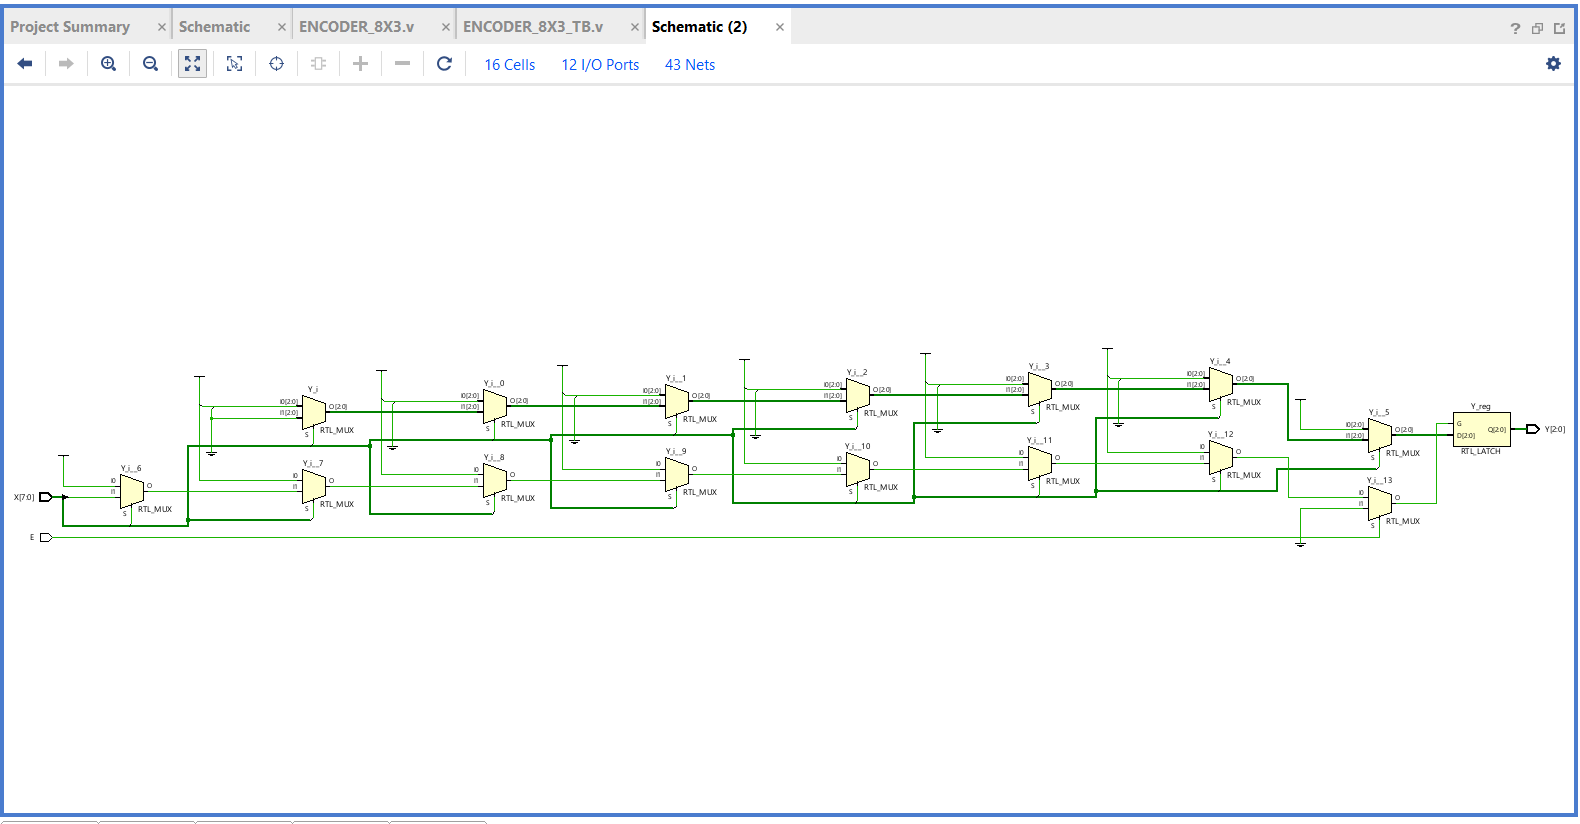 Project Summary × Schematic × ENCODER_8X3.v × ENCODER_8X3_TB.v × Schematic (2) × ?
16 Cells 12 I/O Ports 43 Nets
Y_i I0[2:0] I1[2:0] O[2:0] S RTL_MUX
Y_i__0 I0[2:0] I1[2:0] O[2:0] S RTL_MUX
Y_i__1 I0[2:0] I1[2:0] O[2:0] S RTL_MUX
Y_i__2 I0[2:0] I1[2:0] O[2:0] S RTL_MUX
Y_i__3 I0[2:0] I1[2:0] O[2:0] S RTL_MUX
Y_i__4 I0[2:0] I1[2:0] O[2:0] S RTL_MUX
Y_i__5 I0[2:0] I1[2:0] O[2:0] S RTL_MUX
Y_reg G D[2:0] Q[2:0] RTL_LATCH
Y[2:0]
X[7:0]
Y_i__6 I0 I1 O S RTL_MUX
Y_i__7 I0 I1 O S RTL_MUX
Y_i__8 I0 I1 O S RTL_MUX
Y_i__9 I0 I1 O S RTL_MUX
Y_i__10 I0 I1 O S RTL_MUX
Y_i__11 I0 I1 O S RTL_MUX
Y_i__12 I0 I1 O S RTL_MUX
Y_i__13 I0 I1 O S RTL_MUX
E